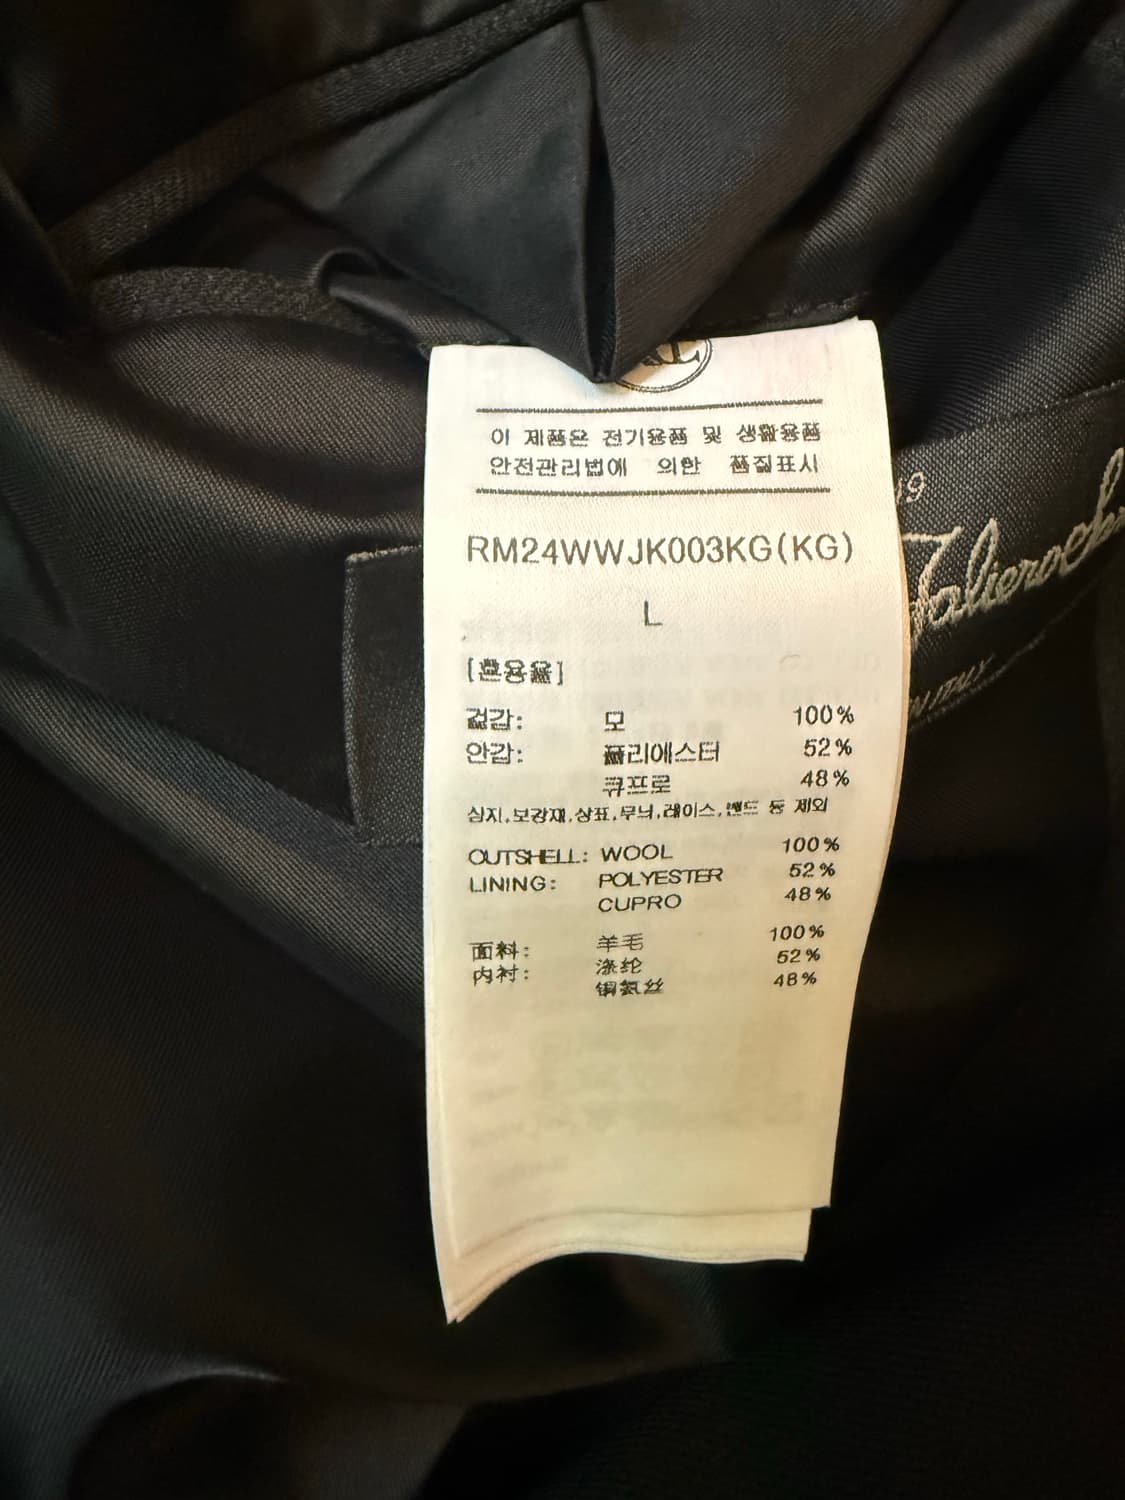 이 제품은 전기용품 및 생활용품
안전관리법에 의한 품질표시
RM24WWJK003KG(KG)
L
[혼용율]
겉감: 모 100%
안감: 폴리에스터 52%
큐프로 48%
심지,보강재,상표,무늬,레이스,밴드 등 제외
OUTSHELL: WOOL 100%
LINING: POLYESTER 52%
CUPRO 48%
面料: 羊毛 100%
内衬: 涤纶 52%
铜氨丝 48%
19
ITALY